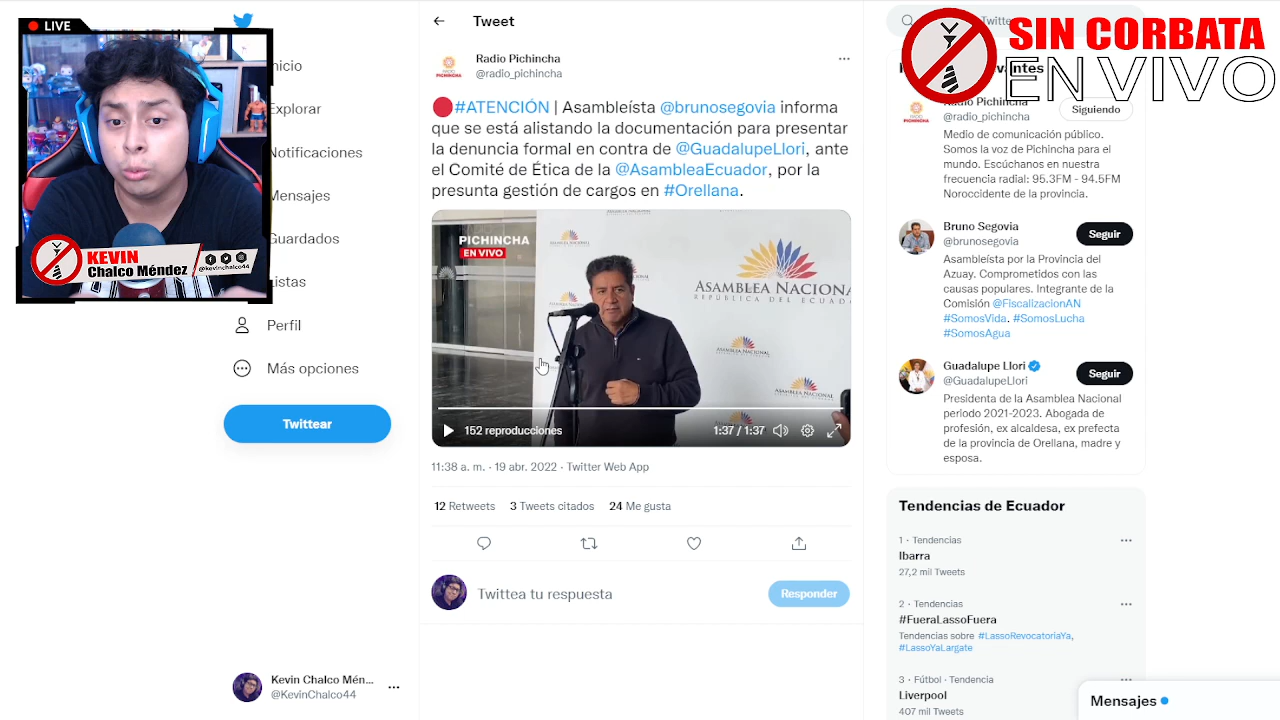 LIVE
KEVIN
Chalco Méndez
@kevinchalco44
SIN CORBATA
EN VIVO
Inicio
Explorar
Notificaciones
Mensajes
Guardados
Listas
Perfil
Más opciones
Twittear
Kevin Chalco Mén...
@KevinChalco44
Tweet
Radio Pichincha
@radio_pichincha
#ATENCIÓN | Asambleísta @brunosegovia informa
que se está alistando la documentación para presentar
la denuncia formal en contra de @GuadalupeLlori, ante
el Comité de Ética de la @AsambleaEcuador, por la
presunta gestión de cargos en #Orellana.
PICHINCHA
EN VIVO
ASAMBLEA NACIONAL
REPÚBLICA DEL ECUADOR
ASAMBLEA NACIONAL
ASAMBLEA NACIONAL
152 reproducciones
1:37 / 1:37
11:38 a. m. · 19 abr. 2022 · Twitter Web App
12 Retweets 3 Tweets citados 24 Me gusta
Twittea tu respuesta
Responder
Radio Pichincha
@radio_pichincha
Siguiendo
Medio de comunicación público.
Somos la voz de Pichincha para el
mundo. Escúchanos en nuestra
frecuencia radial: 95.3FM - 94.5FM
Noroccidente de la provincia.
Bruno Segovia
@brunosegovia
Seguir
Asambleísta por la Provincia del
Azuay. Comprometidos con las
causas populares. Integrante de la
Comisión @FiscalizacionAN
#SomosVida. #SomosLucha
#SomosAgua
Guadalupe Llori
@GuadalupeLlori
Seguir
Presidenta de la Asamblea Nacional
periodo 2021-2023. Abogada de
profesión, ex alcaldesa, ex prefecta
de la provincia de Orellana, madre y
esposa.
Tendencias de Ecuador
1 · Tendencias
Ibarra
27,2 mil Tweets
2 · Tendencias
#FueraLassoFuera
Tendencias sobre #LassoRevocatoriaYa,
#LassoYaLargate
3 · Fútbol · Tendencia
Liverpool
407 mil Tweets
Mensajes